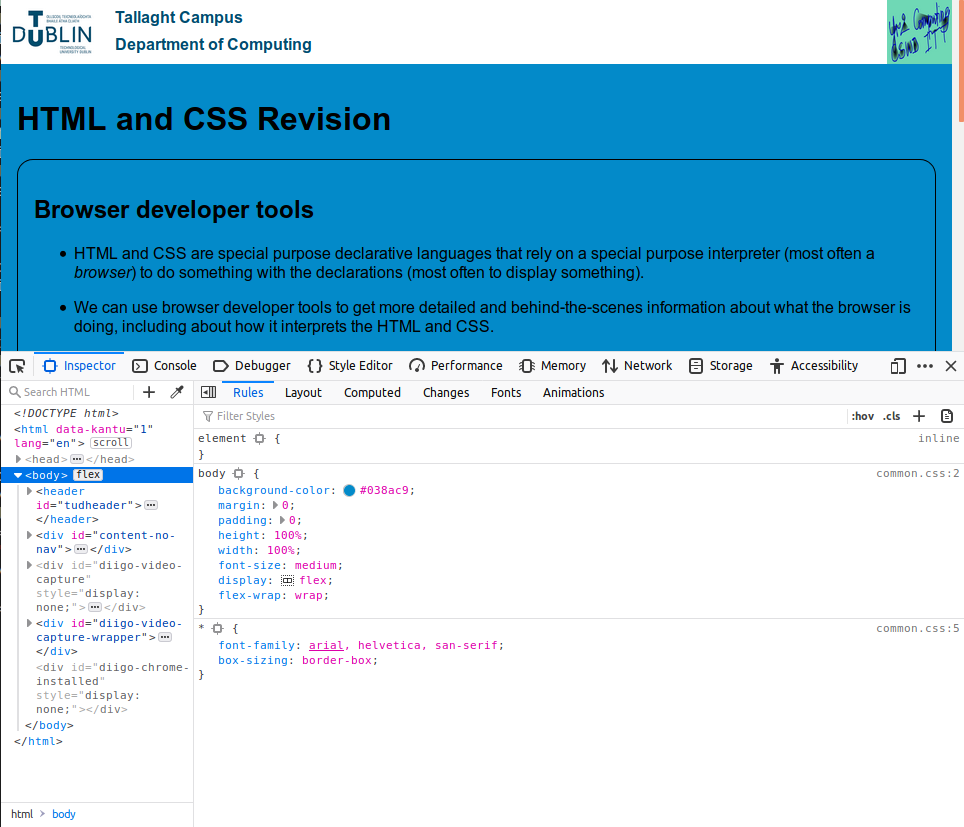 DUBLIN
TECHNOLOGICAL
UNIVERSITY DUBLIN
Tallaght Campus
Department of Computing
HTML and CSS Revision
Browser developer tools
• HTML and CSS are special purpose declarative languages that rely on a special purpose interpreter (most often a
browser) to do something with the declarations (most often to display something).
• We can use browser developer tools to get more detailed and behind-the-scenes information about what the browser is
doing, including about how it interprets the HTML and CSS.
Inspector Console Debugger Style Editor Performance Memory Network Storage Accessibility
Search HTML
Rules Layout Computed Changes Fonts Animations
Filter Styles
:hov .cls
<!DOCTYPE html>
<html data-kantu="1"
lang="en"> scroll
<head> </head>
<body> flex
<header
id="tudheader">
</header>
<div id="content-no-
nav"> </div>
<div id="diigo-video-
capture"
style="display:
none;"> </div>
<div id="diigo-video-
capture-wrapper">
</div>
<div id="diigo-chrome-
installed"
style="display:
none;"></div>
</body>
</html>
html > body
element { inline
}
body { common.css:2
background-color: #038ac9;
margin: 0;
padding: 0;
height: 100%;
width: 100%;
font-size: medium;
display: flex;
flex-wrap: wrap;
}
* { common.css:5
font-family: arial, helvetica, san-serif;
box-sizing: border-box;
}